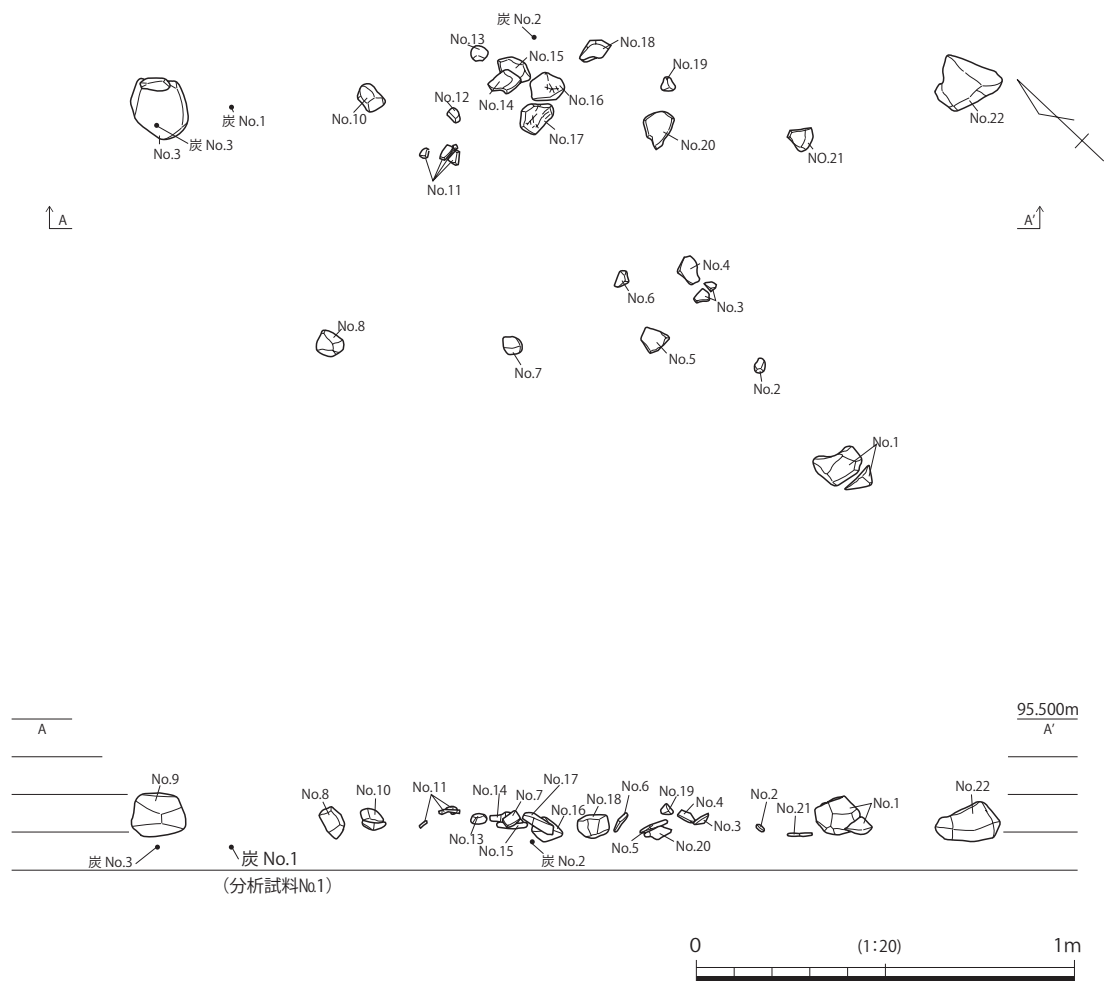 炭 No.2
No.13
No.15
No.18
No.19
No.12
No.14
No.16
No.10
炭 No.1
No.3
炭 No.3
No.17
No.20
NO.21
No.22
No.11
A
A'
No.4
No.6
No.3
No.8
No.7
No.5
No.2
No.1
95.500m
A
A'
No.9
No.8
No.10
No.11
No.14
No.7
No.17
No.6
No.16
No.18
No.19
No.4
No.2
No.21
No.1
No.22
No.13
No.15
No.5
No.20
No.3
炭 No.3
炭 No.1
炭 No.2
（分析試料No.1）
0
(1:20)
1m